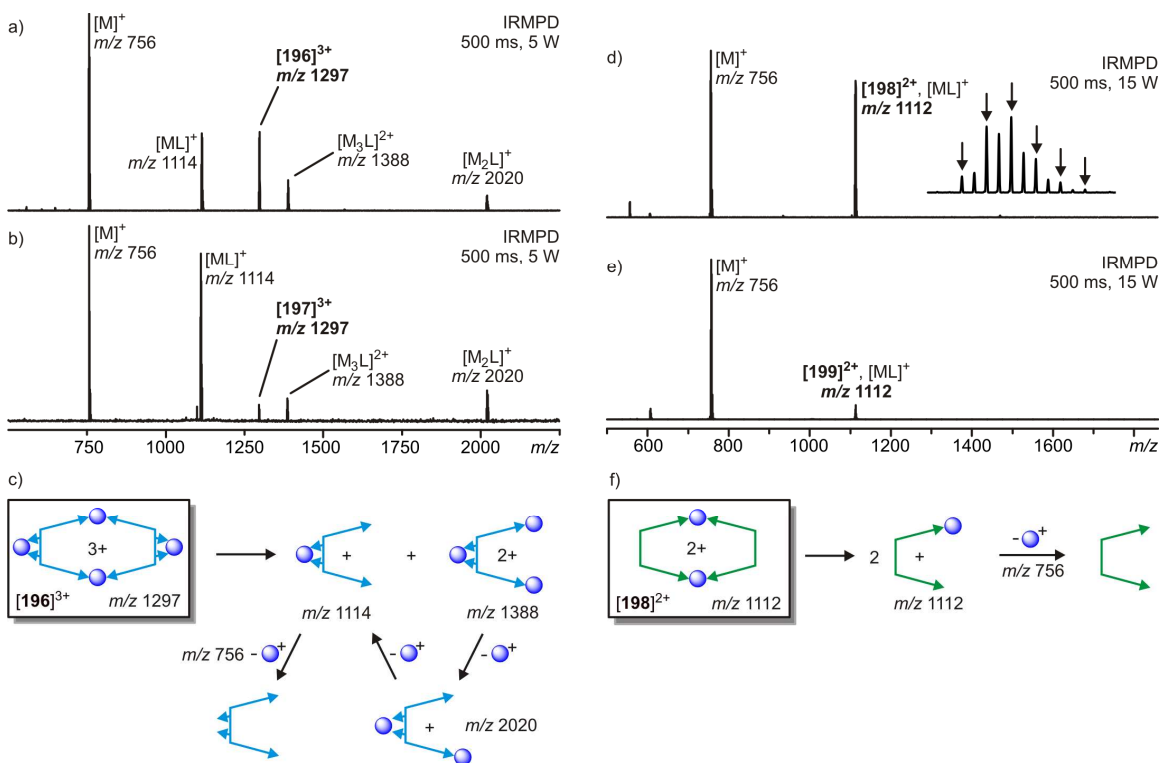 a)
[M]⁺
m/z 756
IRMPD
500 ms, 5 W
[196]³⁺
m/z 1297
[ML]⁺
m/z 1114
[M₃L]²⁺
m/z 1388
[M₂L]⁺
m/z 2020
b)
[M]⁺
m/z 756
IRMPD
500 ms, 5 W
[ML]⁺
m/z 1114
[197]³⁺
m/z 1297
[M₃L]²⁺
m/z 1388
[M₂L]⁺
m/z 2020
750 1000 1250 1500 1750 2000 m/z
c)
3+
[196]³⁺ m/z 1297
+
m/z 1114
+
2+
m/z 1388
m/z 756 - +
- +
- +
+ m/z 2020
d)
[M]⁺
m/z 756
IRMPD
500 ms, 15 W
[198]²⁺, [ML]⁺
m/z 1112
e)
[M]⁺
m/z 756
IRMPD
500 ms, 15 W
[199]²⁺, [ML]⁺
m/z 1112
600 800 1000 1200 1400 1600 m/z
f)
2+
[198]²⁺ m/z 1112
2 +
m/z 1112
- +
m/z 756